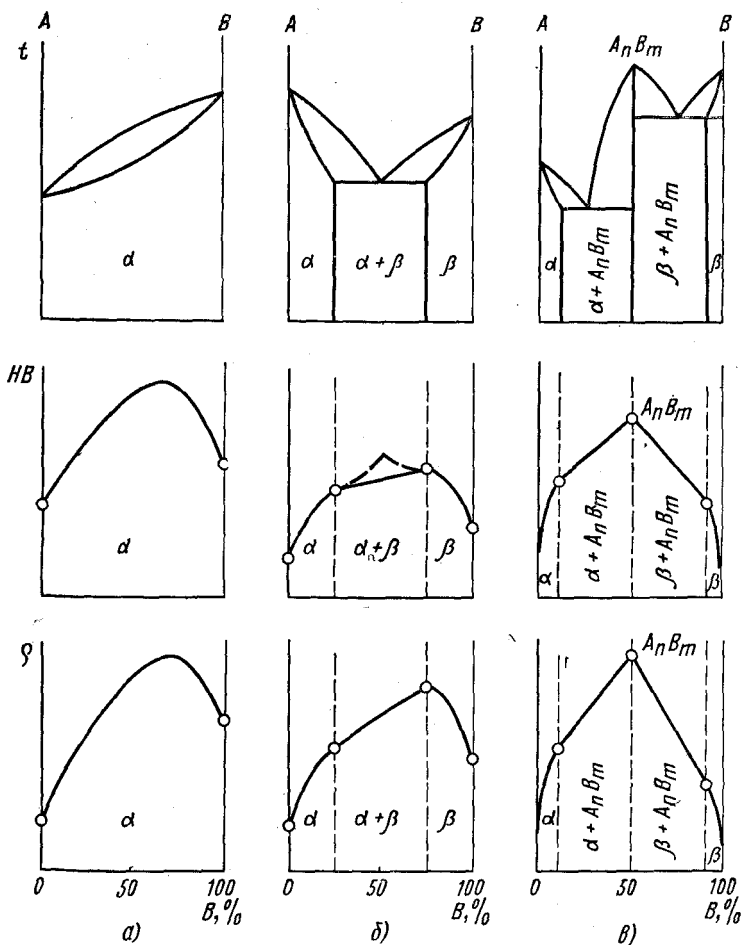 A B A B A B
t AnBm
α α α + β β α α + AnBm β + AnBm β
HB
AnBm
α α + β β α α + AnBm β + AnBm β
ρ
AnBm
α α α + β β α α + AnBm β + AnBm β
0 50 100 0 50 100 0 50 100
B, % B, % B, %
а) б) в)